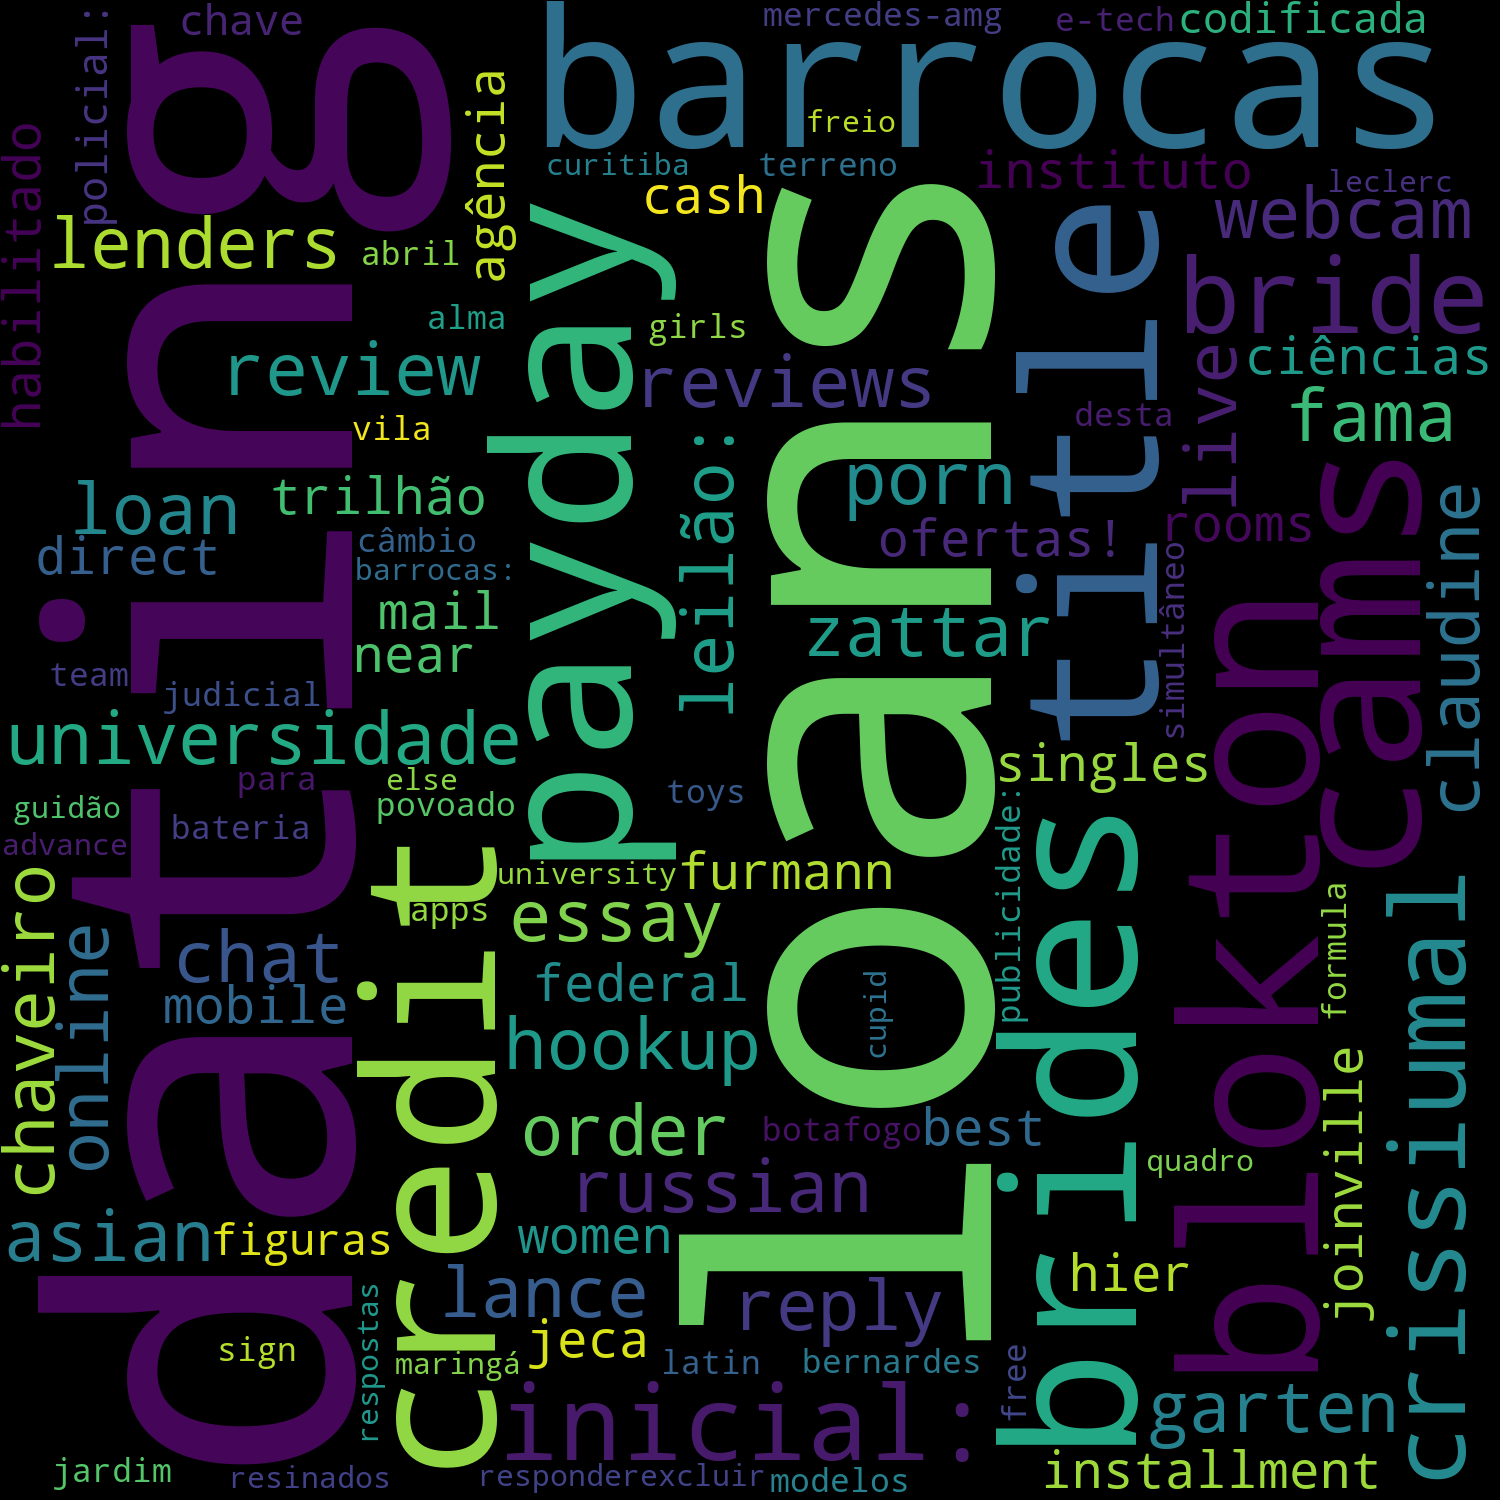 mercedes-amg
e-tech
codificada
chave
policial:
barrocas
dating
agência
freio
habilitado
curitiba
terreno
instituto
leclerc
cash
webcam
lenders
abril
payday
loans
title
bride
alma
girls
review
reviews
live
ciências
desta
fama
vila
leilão:
porn
cams
loan
trilhão
claudine
direct
câmbio
ofertas!
rooms
barrocas:
simultâneo
mail
near
zattar
blokton
team
judicial
universidade
singles
para
else
toys
guidão
povoado
publicidade:
advance
bateria
brides
chaveiro
credit
university
furmann
crissiumal
apps
essay
formula
online
chat
federal
cupid
mobile
hookup
joinville
order
botafogo
best
quadro
russian
asian
figuras
women
hier
respostas
lance
reply
sign
jeca
maringá
latin
bernardes
free
inicial:
garten
jardim
resinados
responderexcluir
modelos
installment